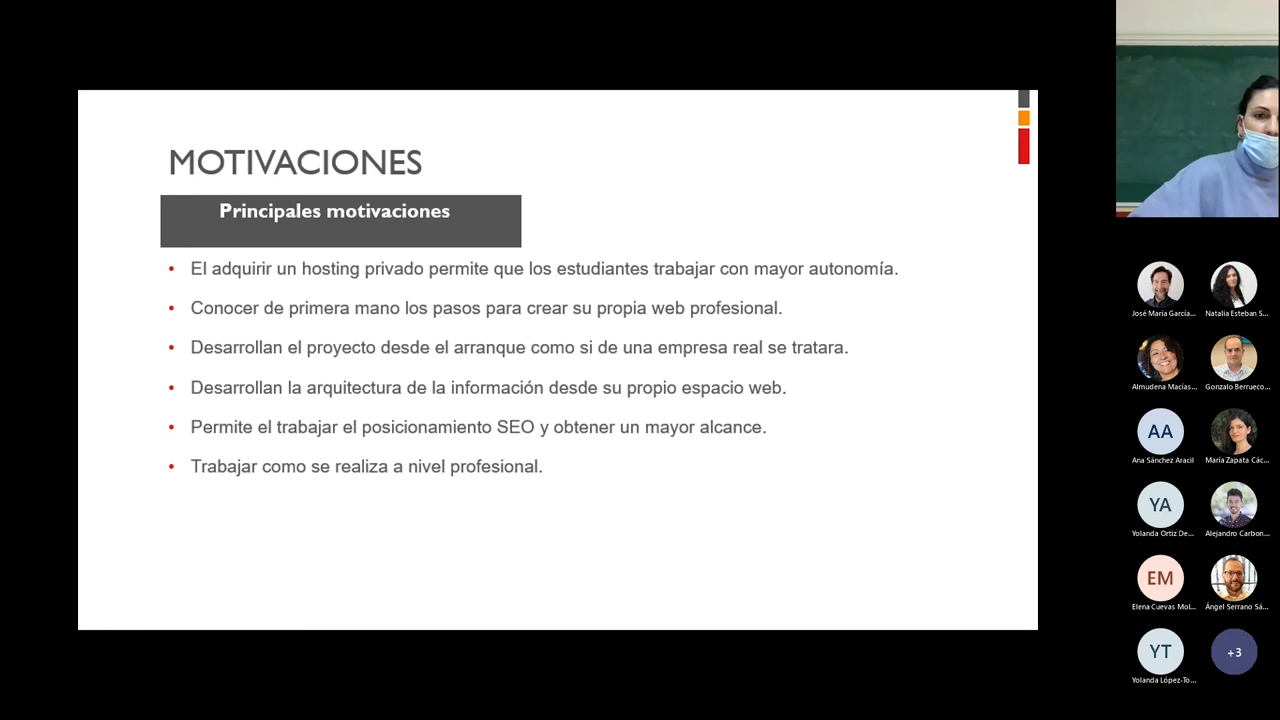 MOTIVACIONES
Principales motivaciones
• El adquirir un hosting privado permite que los estudiantes trabajar con mayor autonomía.
• Conocer de primera mano los pasos para crear su propia web profesional.
• Desarrollan el proyecto desde el arranque como si de una empresa real se tratara.
• Desarrollan la arquitectura de la información desde su propio espacio web.
• Permite el trabajar el posicionamiento SEO y obtener un mayor alcance.
• Trabajar como se realiza a nivel profesional.
José María García...
Natalia Esteban S...
Almudena Macías...
Gonzalo Berrueco...
AA
Ana Sánchez Aracil
María Zapata Các...
YA
Yolanda Ortiz De...
Alejandro Carbon...
EM
Elena Cuevas Mol...
Ángel Serrano Sá...
YT
Yolanda López-To...
+3